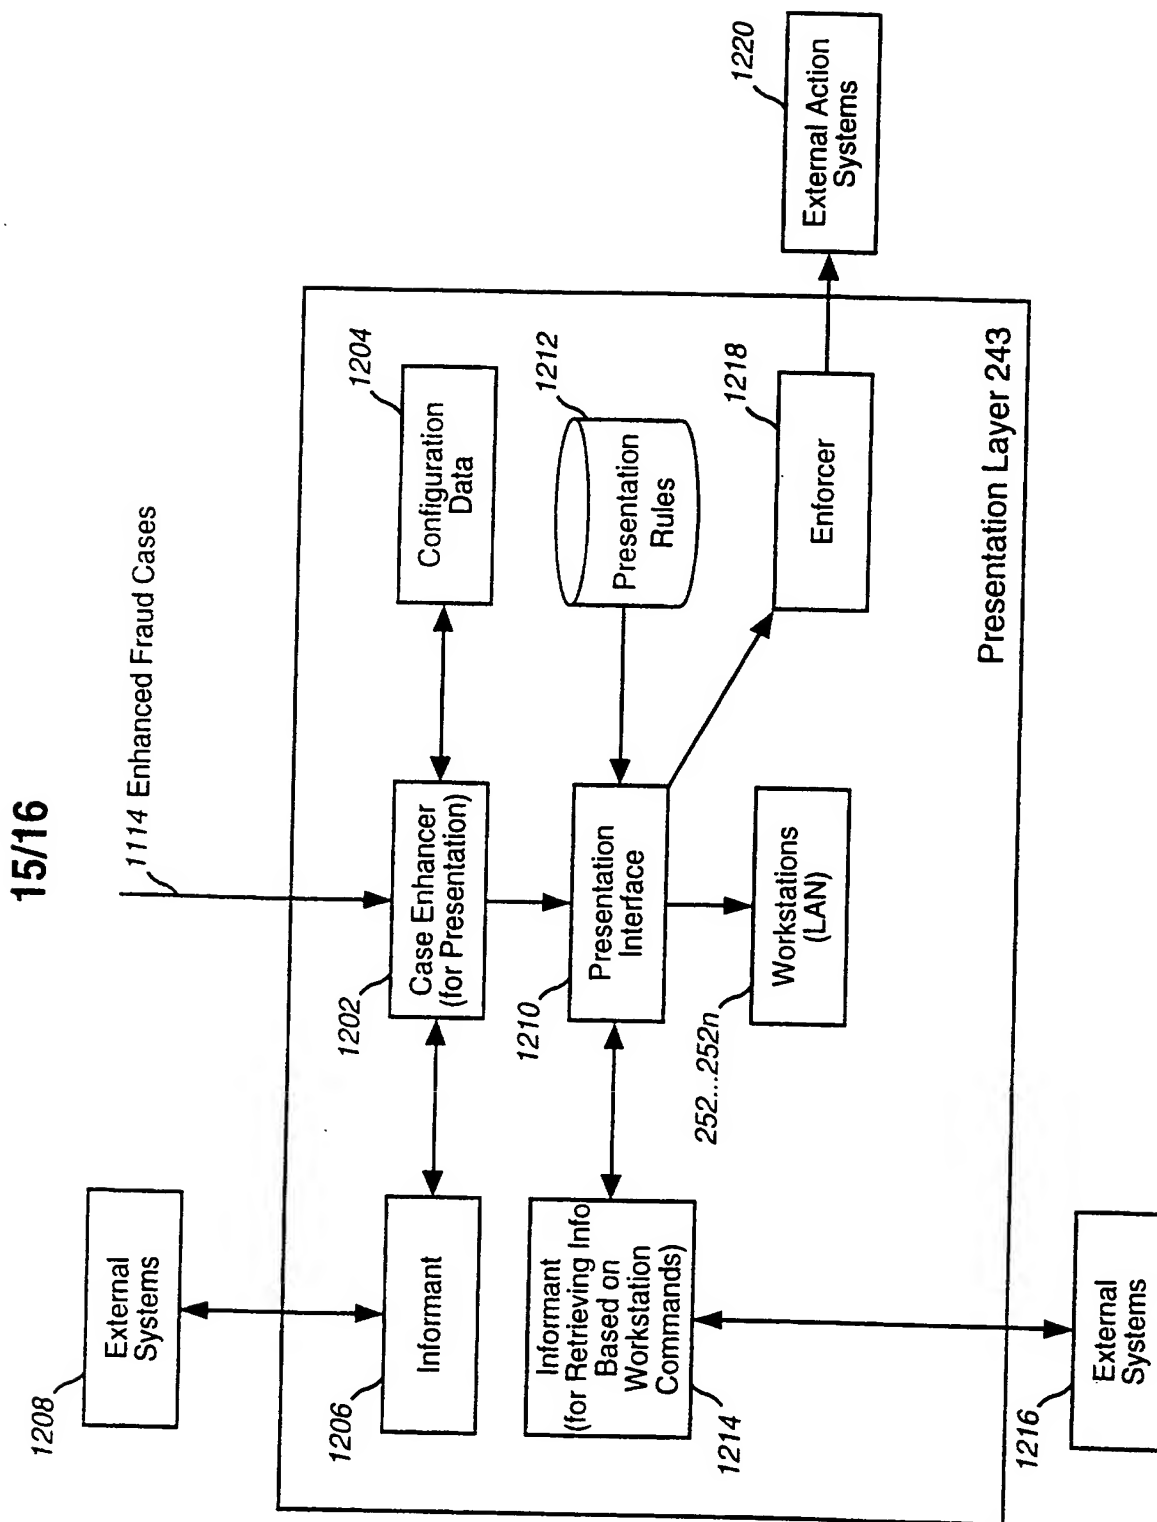 15/16
1114 Enhanced Fraud Cases
1208
External
Systems
1206
Informant
1202
Case Enhancer
(for Presentation)
1204
Configuration
Data
1214
Informant
(for Retrieving Info
Based on
Workstation
Commands)
1210
Presentation
Interface
1212
Presentation
Rules
252...252n
Workstations
(LAN)
1218
Enforcer
1220
External Action
Systems
Presentation Layer 243
1216
External
Systems